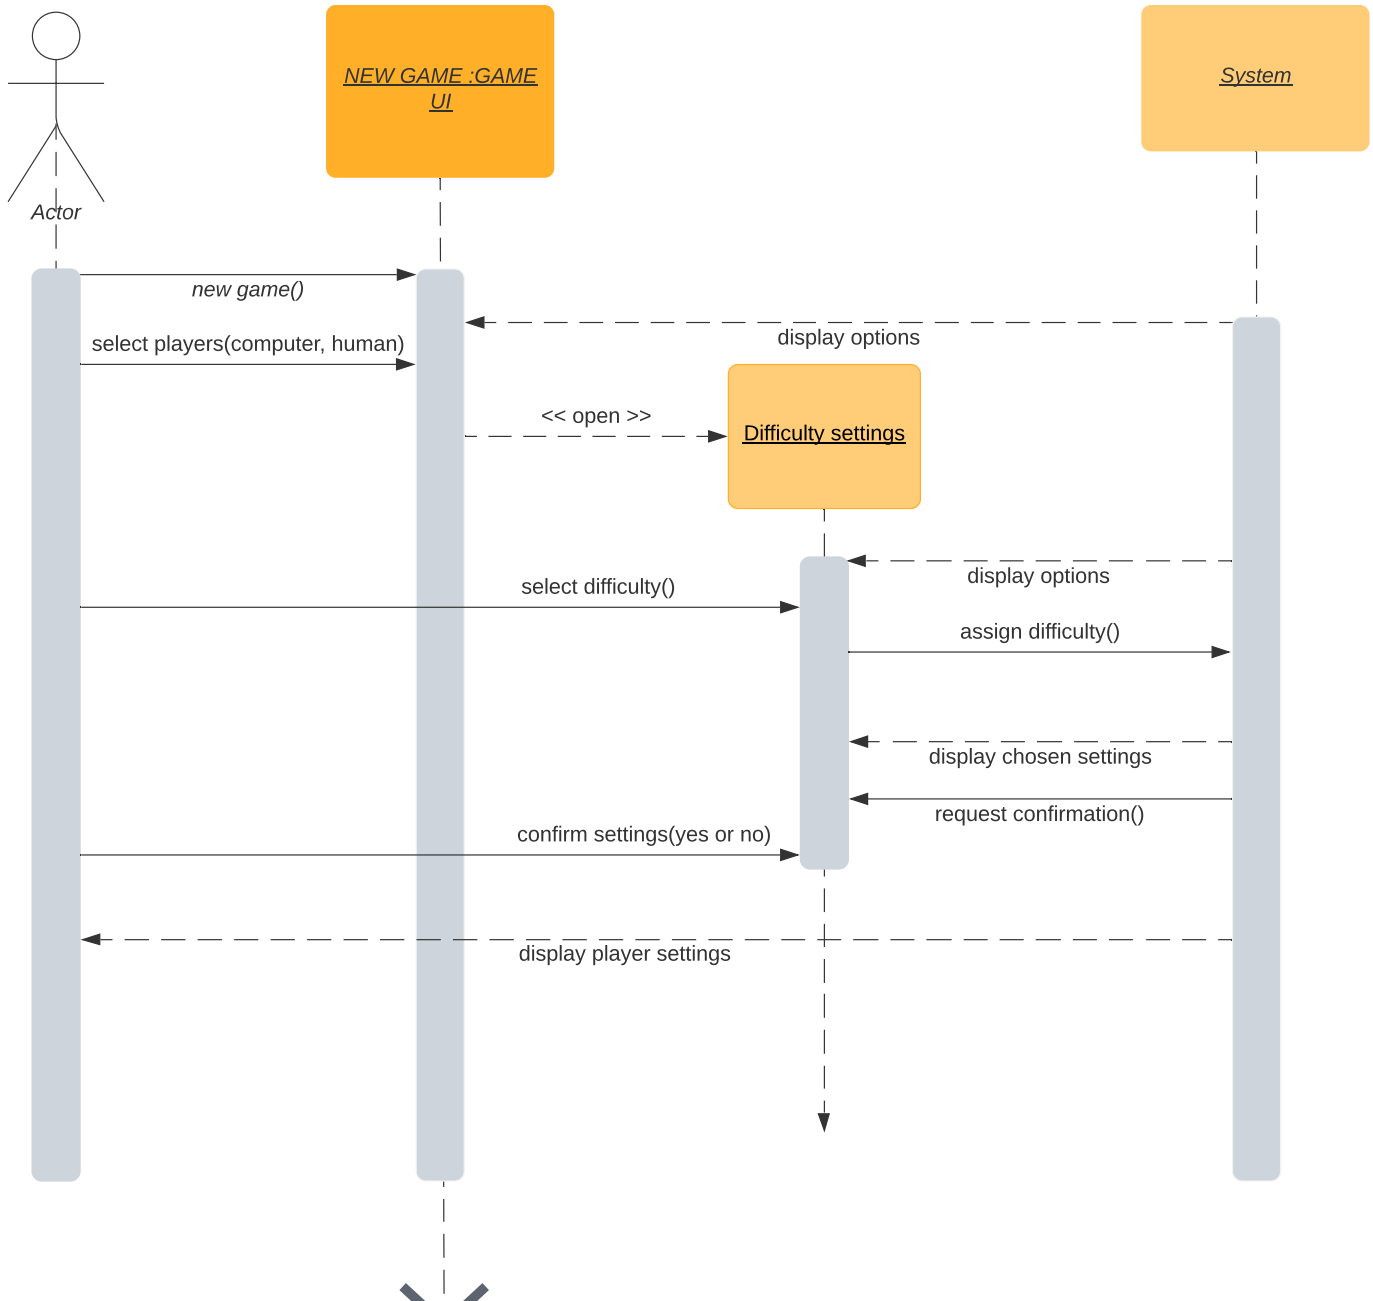 NEW GAME :GAME
UI
System
Actor
new game()
display options
select players(computer, human)
<< open >>
Difficulty settings
display options
select difficulty()
assign difficulty()
display chosen settings
request confirmation()
confirm settings(yes or no)
display player settings